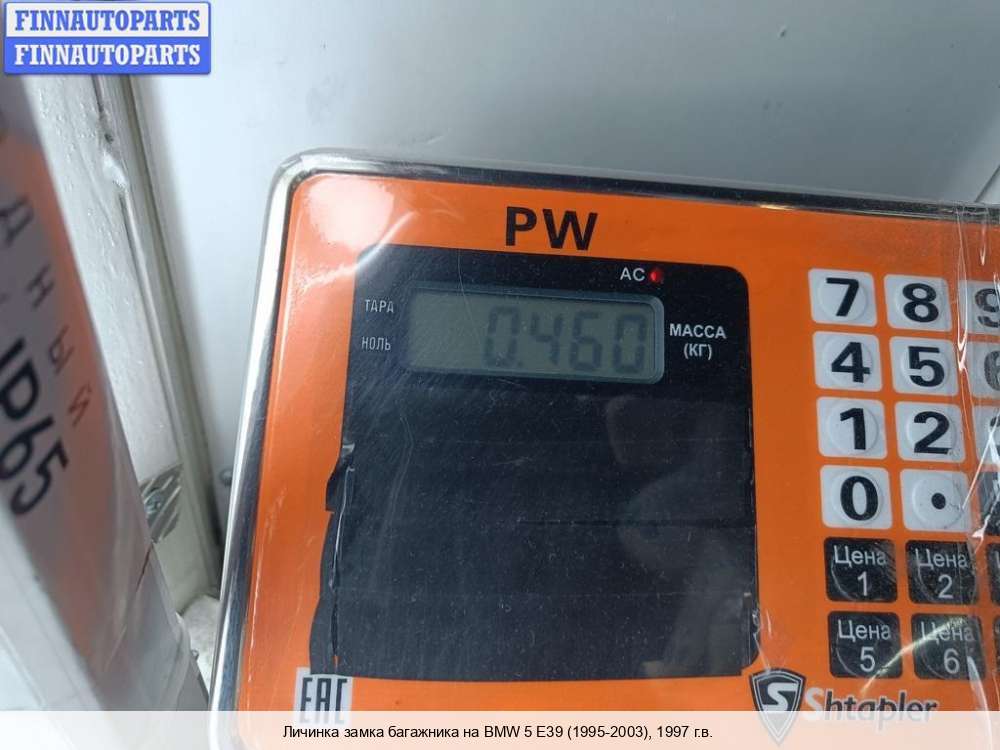 FINNAUTOPARTS
FINNAUTOPARTS
PW
AC
ТАРА
НОЛЬ
0.460
МАССА
(КГ)
7 8 9
4 5 6
1 2
0 •
Цена 1
Цена 2
Цена 5
Цена 6
IP65
EAC
Shtapler
Личинка замка багажника на BMW 5 E39 (1995-2003), 1997 г.в.